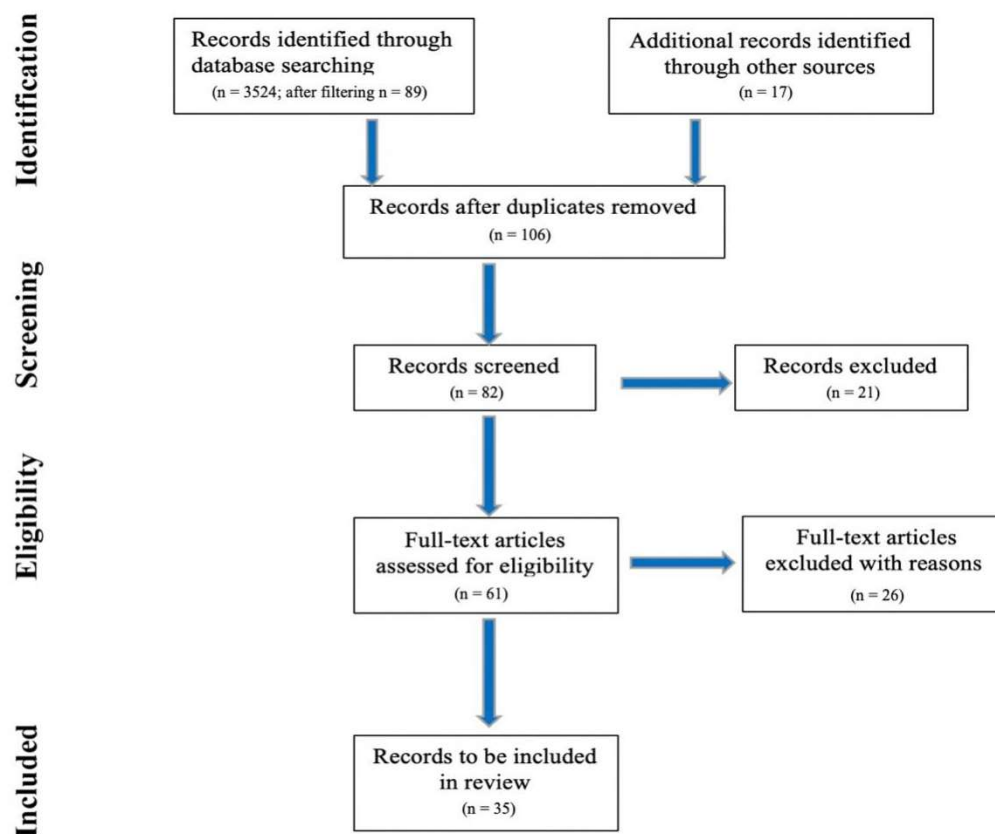 Identification
Records identified through
database searching
(n = 3524; after filtering n = 89)
Additional records identified
through other sources
(n = 17)
Records after duplicates removed
(n = 106)
Screening
Records screened
(n = 82)
Records excluded
(n = 21)
Eligibility
Full-text articles
assessed for eligibility
(n = 61)
Full-text articles
excluded with reasons
(n = 26)
Included
Records to be included
in review
(n = 35)